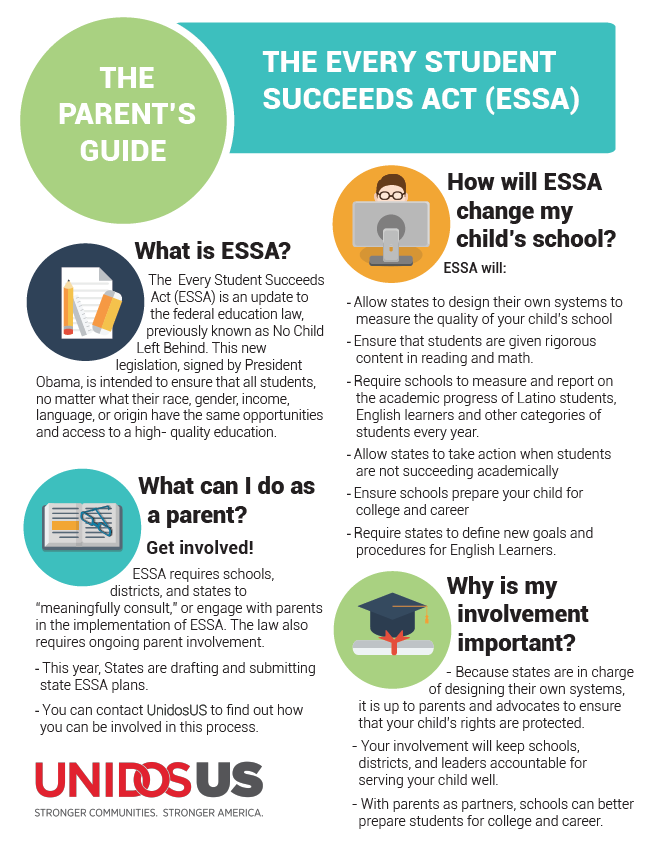 THE
PARENT'S
GUIDE
THE EVERY STUDENT
SUCCEEDS ACT (ESSA)
What is ESSA?
The Every Student Succeeds
Act (ESSA) is an update to
the federal education law,
previously known as No Child
Left Behind. This new
legislation, signed by President
Obama, is intended to ensure that all students,
no matter what their race, gender, income,
language, or origin have the same opportunities
and access to a high- quality education.
What can I do as
a parent?
Get involved!
ESSA requires schools,
districts, and states to
“meaningfully consult,” or engage with parents
in the implementation of ESSA. The law also
requires ongoing parent involvement.
- This year, States are drafting and submitting
state ESSA plans.
- You can contact UnidosUS to find out how
you can be involved in this process.
UNIDOSUS
STRONGER COMMUNITIES. STRONGER AMERICA.
How will ESSA
change my
child's school?
ESSA will:
- Allow states to design their own systems to
measure the quality of your child's school
- Ensure that students are given rigorous
content in reading and math.
- Require schools to measure and report on
the academic progress of Latino students,
English learners and other categories of
students every year.
- Allow states to take action when students
are not succeeding academically
- Ensure schools prepare your child for
college and career
- Require states to define new goals and
procedures for English Learners.
Why is my
involvement
important?
- Because states are in charge
of designing their own systems,
it is up to parents and advocates to ensure
that your child's rights are protected.
- Your involvement will keep schools,
districts, and leaders accountable for
serving your child well.
- With parents as partners, schools can better
prepare students for college and career.